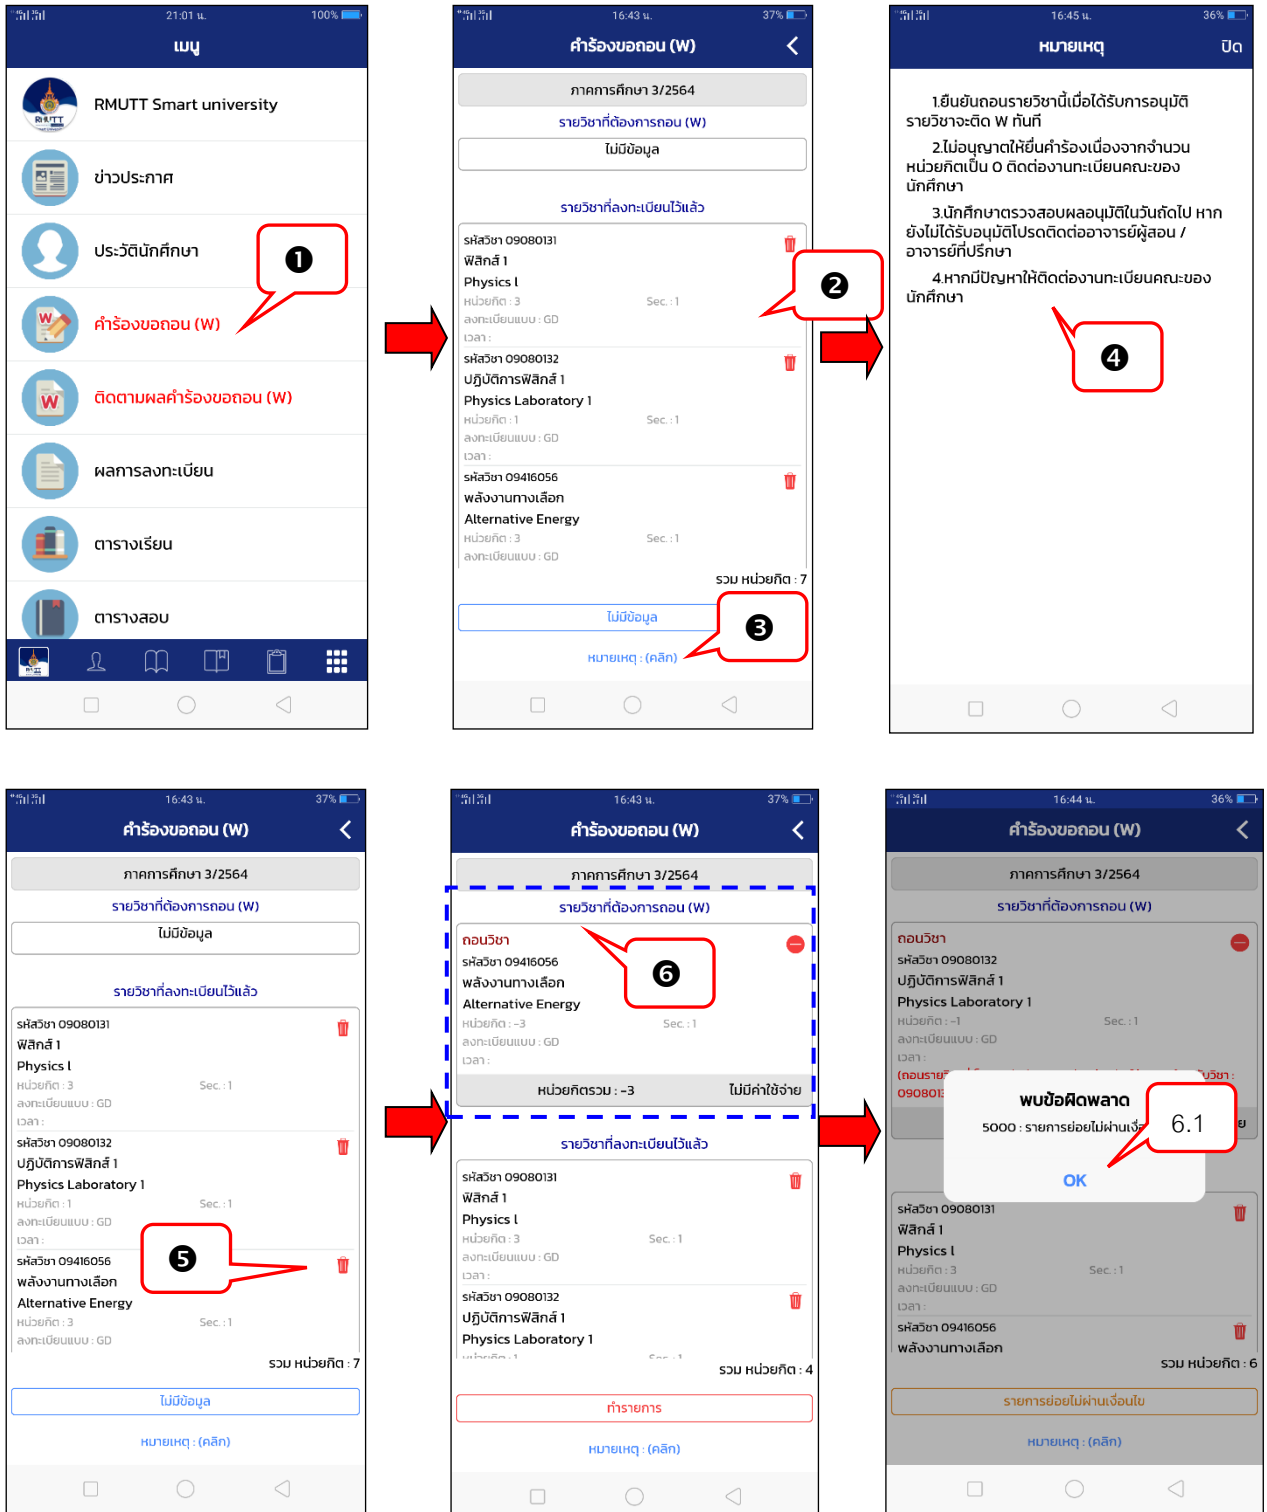 21:01 น.
100%
เมนู
RMUTT Smart university
ข่าวประกาศ
ประวัตินักศึกษา
❶
คำร้องขอถอน (W)
ติดตามผลคำร้องขอถอน (W)
ผลการลงทะเบียน
ตารางเรียน
ตารางสอบ
16:43 น.
37%
คำร้องขอถอน (W)
ภาคการศึกษา 3/2564
รายวิชาที่ต้องการถอน (W)
ไม่มีข้อมูล
รายวิชาที่ลงทะเบียนไว้แล้ว
รหัสวิชา 09080131
ฟิสิกส์ 1
Physics l
หน่วยกิต : 3 Sec. : 1
ลงทะเบียนแบบ : GD
เวลา :
❷
รหัสวิชา 09080132
ปฏิบัติการฟิสิกส์ 1
Physics Laboratory 1
หน่วยกิต : 1 Sec. : 1
ลงทะเบียนแบบ : GD
เวลา :
รหัสวิชา 09416056
พลังงานทางเลือก
Alternative Energy
หน่วยกิต : 3 Sec. : 1
ลงทะเบียนแบบ : GD
รวม หน่วยกิต : 7
ไม่มีข้อมูล
❸
หมายเหตุ : (คลิก)
16:45 น.
36%
หมายเหตุ ปิด
1.ยืนยันถอนรายวิชานี้เมื่อได้รับการอนุมัติ
รายวิชาจะติด W ทันที
2.ไม่อนุญาตให้ยื่นคำร้องเนื่องจากจำนวน
หน่วยกิตเป็น 0 ติดต่องานทะเบียนคณะของ
นักศึกษา
3.นักศึกษาตรวจสอบผลอนุมัติในวันถัดไป หาก
ยังไม่ได้รับอนุมัติโปรดติดต่ออาจารย์ผู้สอน /
อาจารย์ที่ปรึกษา
4.หากมีปัญหาให้ติดต่องานทะเบียนคณะของ
นักศึกษา
❹
16:43 น.
37%
คำร้องขอถอน (W)
ภาคการศึกษา 3/2564
รายวิชาที่ต้องการถอน (W)
ไม่มีข้อมูล
รายวิชาที่ลงทะเบียนไว้แล้ว
รหัสวิชา 09080131
ฟิสิกส์ 1
Physics l
หน่วยกิต : 3 Sec. : 1
ลงทะเบียนแบบ : GD
เวลา :
รหัสวิชา 09080132
ปฏิบัติการฟิสิกส์ 1
Physics Laboratory 1
หน่วยกิต : 1 Sec. : 1
ลงทะเบียนแบบ : GD
เวลา :
❺
รหัสวิชา 09416056
พลังงานทางเลือก
Alternative Energy
หน่วยกิต : 3 Sec. : 1
ลงทะเบียนแบบ : GD
รวม หน่วยกิต : 7
ไม่มีข้อมูล
หมายเหตุ : (คลิก)
16:43 น.
37%
คำร้องขอถอน (W)
ภาคการศึกษา 3/2564
รายวิชาที่ต้องการถอน (W)
ถอนวิชา
รหัสวิชา 09416056
พลังงานทางเลือก
Alternative Energy
❻
หน่วยกิต : -3 Sec. : 1
ลงทะเบียนแบบ : GD
เวลา :
หน่วยกิตรวม : -3 ไม่มีค่าใช้จ่าย
รายวิชาที่ลงทะเบียนไว้แล้ว
รหัสวิชา 09080131
ฟิสิกส์ 1
Physics l
หน่วยกิต : 3 Sec. : 1
ลงทะเบียนแบบ : GD
เวลา :
รหัสวิชา 09080132
ปฏิบัติการฟิสิกส์ 1
Physics Laboratory 1
หน่วยกิต : 1 Sec. : 1
รวม หน่วยกิต : 4
ทำรายการ
หมายเหตุ : (คลิก)
16:44 น.
36%
คำร้องขอถอน (W)
ภาคการศึกษา 3/2564
รายวิชาที่ต้องการถอน (W)
ถอนวิชา
รหัสวิชา 09080132
ปฏิบัติการฟิสิกส์ 1
Physics Laboratory 1
หน่วยกิต : -1 Sec. : 1
ลงทะเบียนแบบ : GD
เวลา :
พบข้อผิดพลาด
5000 : รายการย่อยไม่ผ่าน
6.1
OK
รหัสวิชา 09080131
ฟิสิกส์ 1
Physics l
หน่วยกิต : 3 Sec. : 1
ลงทะเบียนแบบ : GD
เวลา :
รหัสวิชา 09416056
พลังงานทางเลือก
รวม หน่วยกิต : 6
รายการย่อยไม่ผ่านเงื่อนไข
หมายเหตุ : (คลิก)